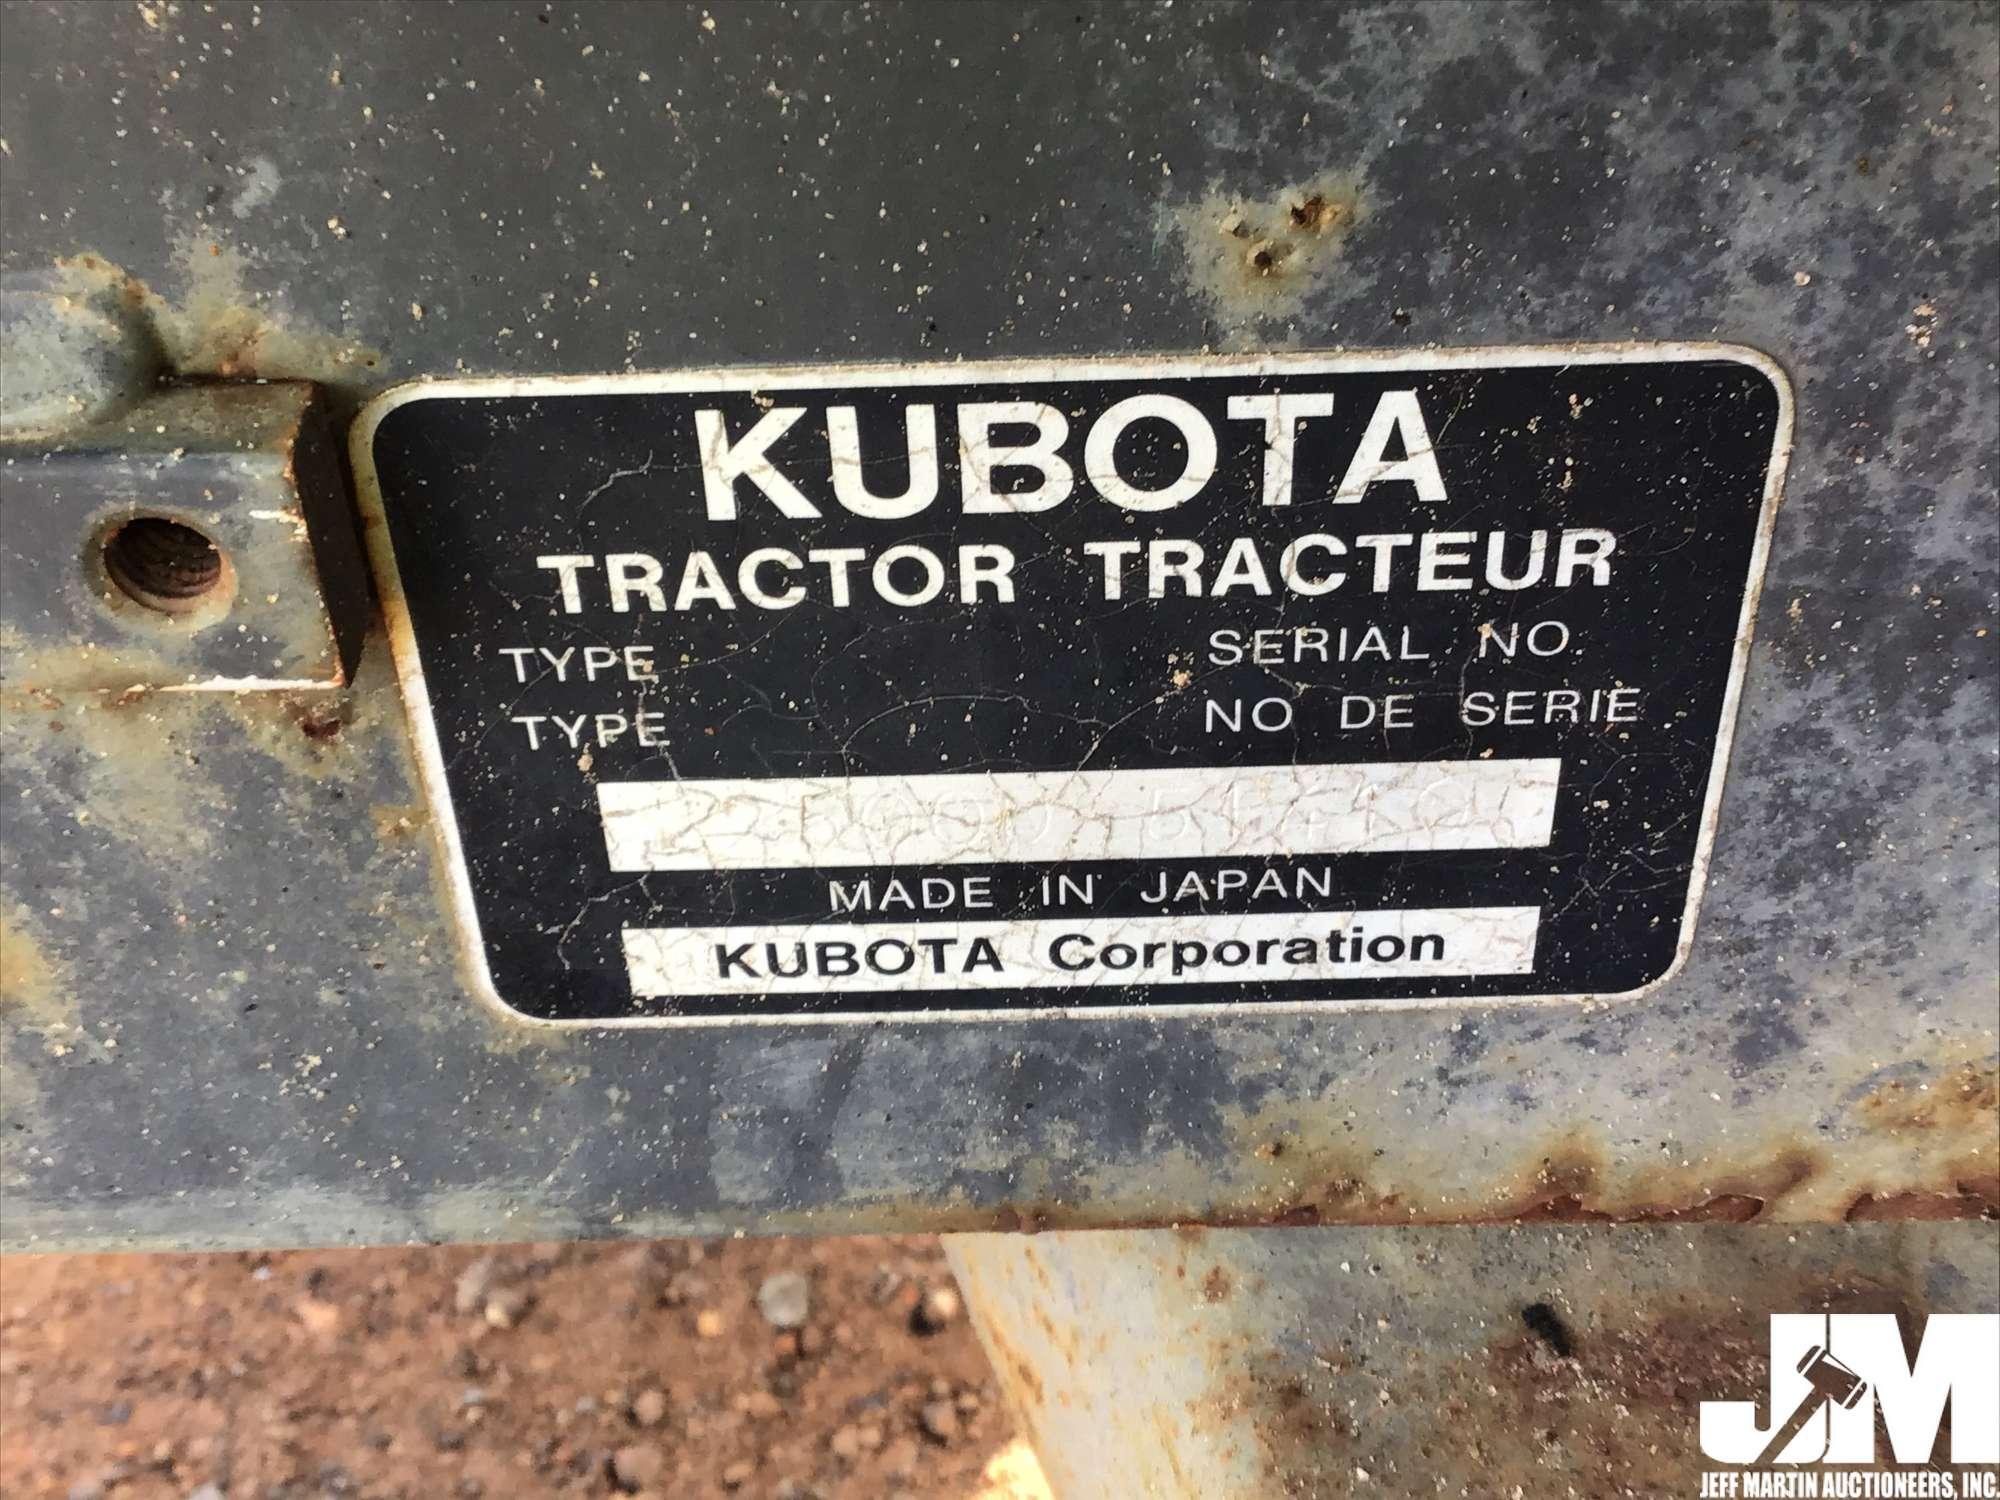 KUBOTA
TRACTOR TRACTEUR
TYPE SERIAL NO.
TYPE NO DE SERIE
MADE IN JAPAN
KUBOTA Corporation
JM
JEFF MARTIN AUCTIONEERS, INC.